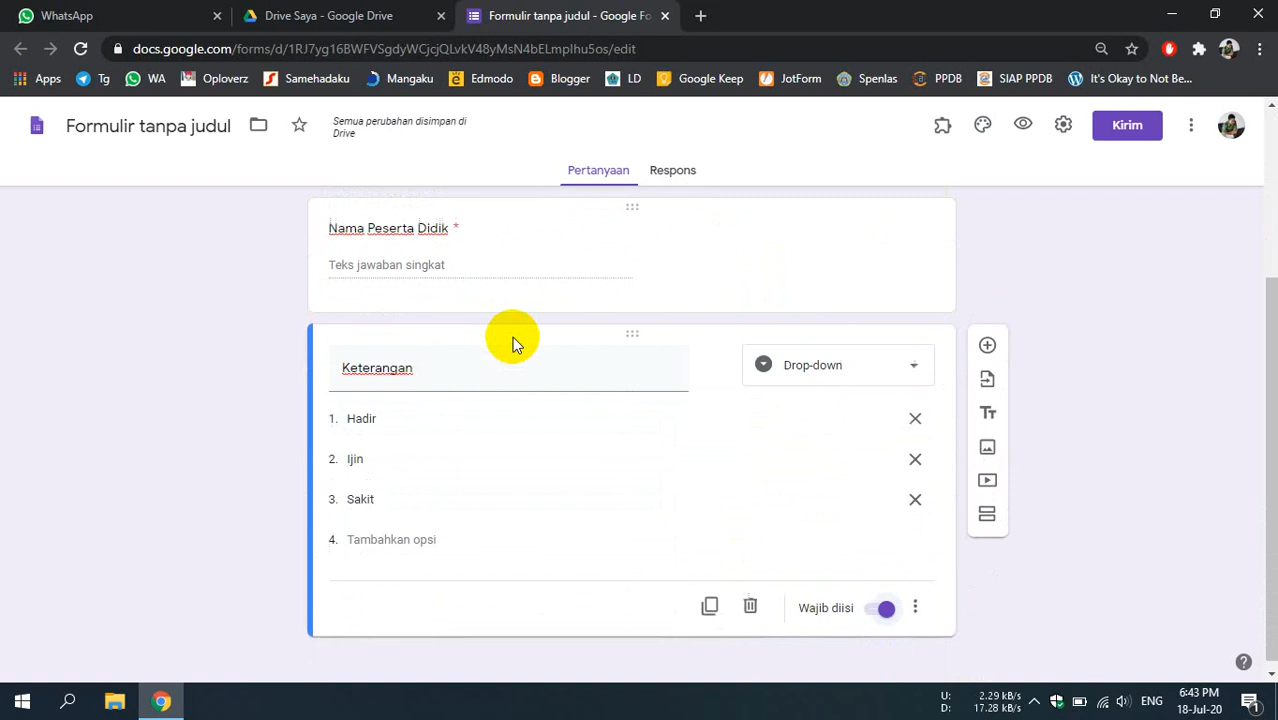 WhatsApp
Drive Saya - Google Drive
Formulir tanpa judul - Google Fo
docs.google.com/forms/d/1RJ7yg16BWFVSgdyWCjcjQLvkV48yMsN4bELmpIhu5os/edit
Apps Tg WA Oploverz Samehadaku Mangaku Edmodo Blogger LD Google Keep JotForm Spenlas PPDB SIAP PPDB It's Okay to Not Be...
Formulir tanpa judul
Semua perubahan disimpan di
Drive
Kirim
Pertanyaan Respons
Nama Peserta Didik *
Teks jawaban singkat
Keterangan
Drop-down
1. Hadir
2. Ijin
3. Sakit
4. Tambahkan opsi
Wajib diisi
U: 2.29 kB/s
D: 17.28 kB/s
ENG
6:43 PM
18-Jul-20